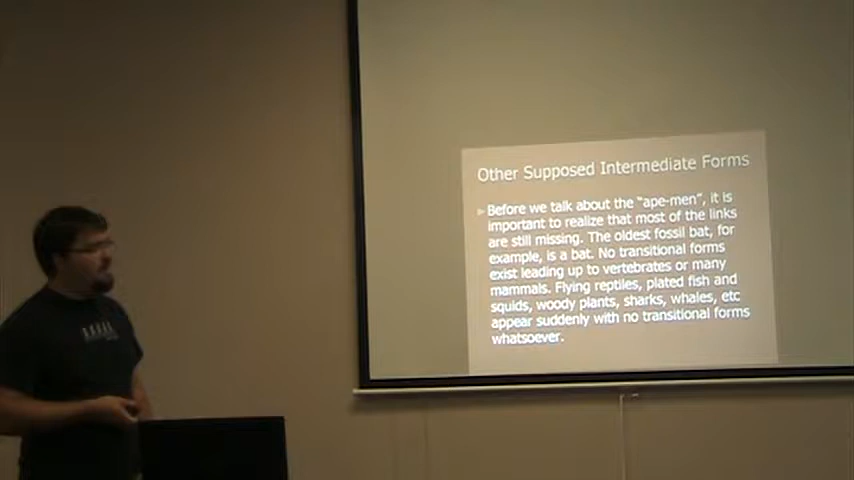 Other Supposed Intermediate Forms
Before we talk about the "ape-men", it is
important to realize that most of the links
are still missing. The oldest fossil bat, for
example, is a bat. No transitional forms
exist leading up to vertebrates or many
mammals. Flying reptiles, plated fish and
squids, woody plants, sharks, whales, etc
appear suddenly with no transitional forms
whatsoever.